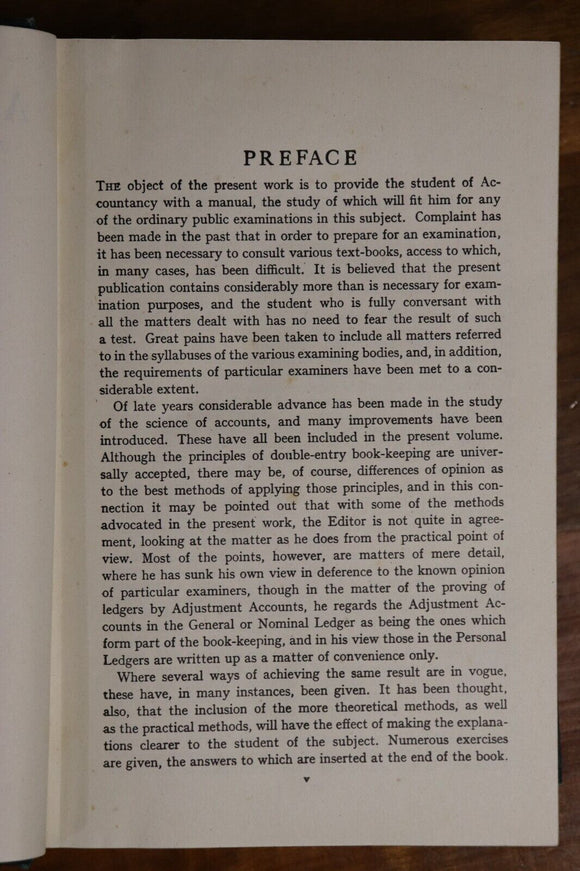 PREFACE
THE object of the present work is to provide the student of Ac-
countancy with a manual, the study of which will fit him for any
of the ordinary public examinations in this subject. Complaint has
been made in the past that in order to prepare for an examination,
it has been necessary to consult various text-books, access to which,
in many cases, has been difficult. It is believed that the present
publication contains considerably more than is necessary for exam-
ination purposes, and the student who is fully conversant with
all the matters dealt with has no need to fear the result of such
a test. Great pains have been taken to include all matters referred
to in the syllabuses of the various examining bodies, and, in addition,
the requirements of particular examiners have been met to a con-
siderable extent.
Of late years considerable advance has been made in the study
of the science of accounts, and many improvements have been
introduced. These have all been included in the present volume.
Although the principles of double-entry book-keeping are univer-
sally accepted, there may be, of course, differences of opinion as
to the best methods of applying those principles, and in this con-
nection it may be pointed out that with some of the methods
advocated in the present work, the Editor is not quite in agree-
ment, looking at the matter as he does from the practical point of
view. Most of the points, however, are matters of mere detail,
where he has sunk his own view in deference to the known opinion
of particular examiners, though in the matter of the proving of
ledgers by Adjustment Accounts, he regards the Adjustment Ac-
counts in the General or Nominal Ledger as being the ones which
form part of the book-keeping, and in his view those in the Personal
Ledgers are written up as a matter of convenience only.
Where several ways of achieving the same result are in vogue,
these have, in many instances, been given. It has been thought,
also, that the inclusion of the more theoretical methods, as well
as the practical methods, will have the effect of making the explana-
tions clearer to the student of the subject. Numerous exercises
are given, the answers to which are inserted at the end of the book.
v